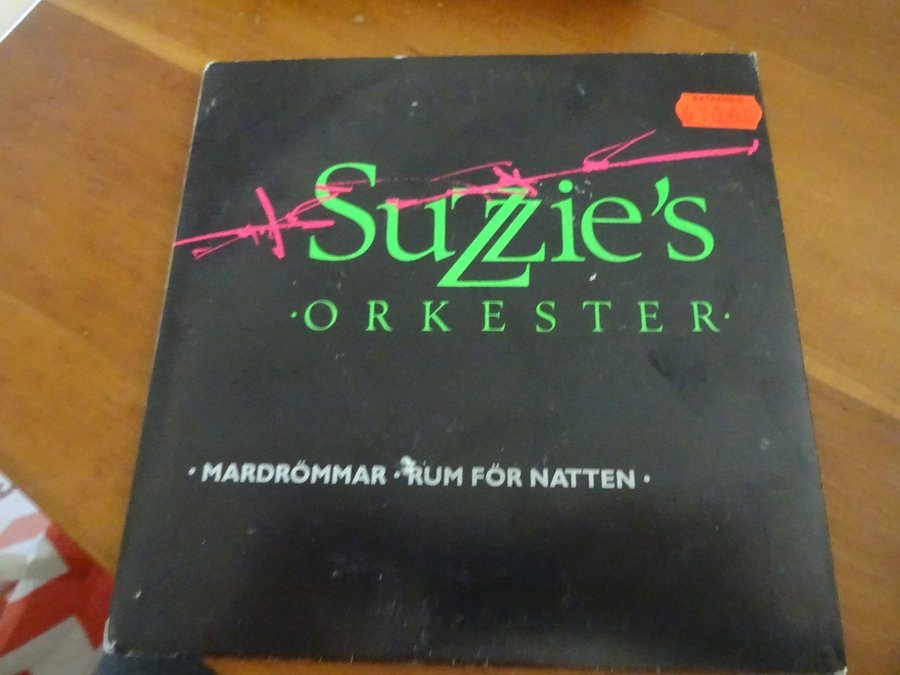 Suzzie's
·ORKESTER·
· MARDRÖMMAR · RUM FÖR NATTEN ·